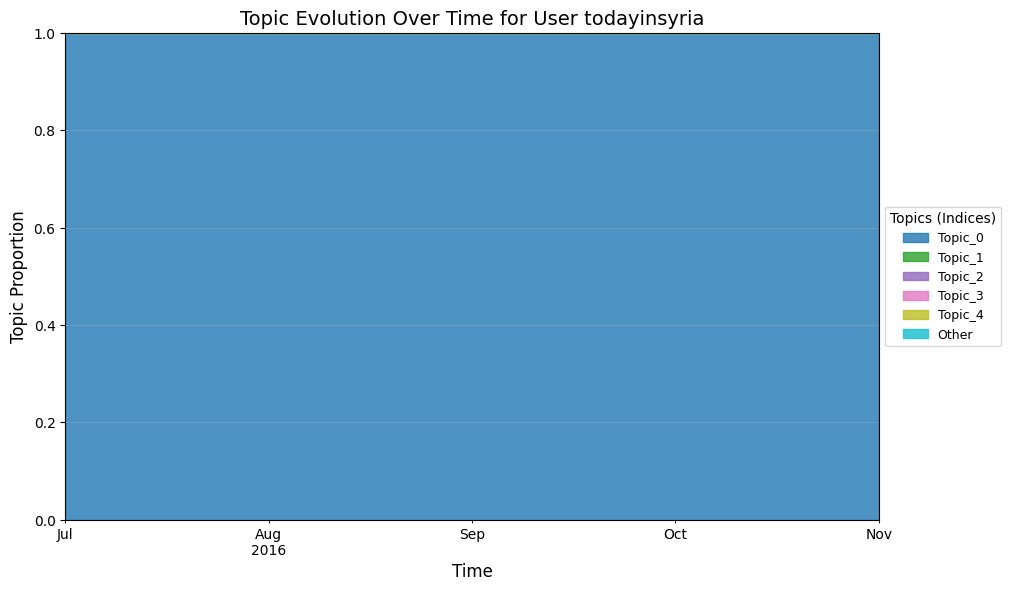 Topic Evolution Over Time for User todayinsyria
Topic Proportion
1.0
0.8
0.6
0.4
0.2
0.0
Jul
Aug
2016
Sep
Oct
Nov
Time
Topics (Indices)
Topic_0
Topic_1
Topic_2
Topic_3
Topic_4
Other